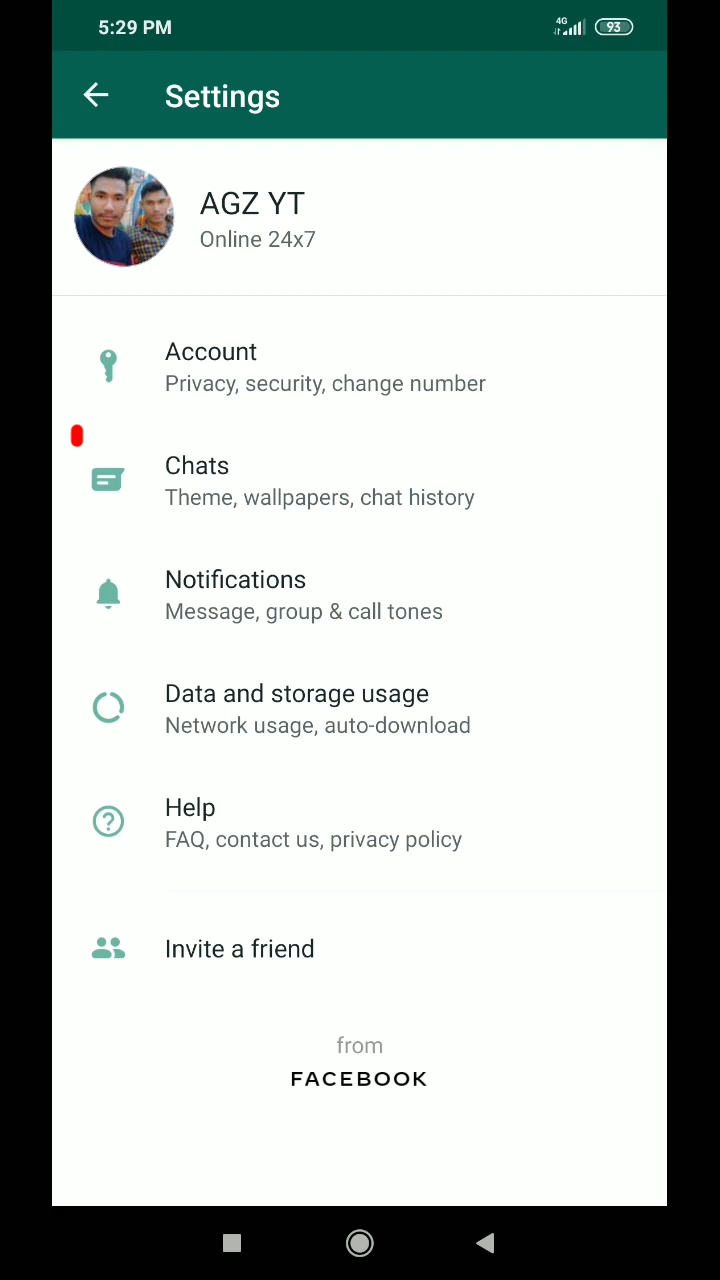 5:29 PM
4G
93
Settings
AGZ YT
Online 24x7
Account
Privacy, security, change number
Chats
Theme, wallpapers, chat history
Notifications
Message, group & call tones
Data and storage usage
Network usage, auto-download
Help
FAQ, contact us, privacy policy
Invite a friend
from
FACEBOOK